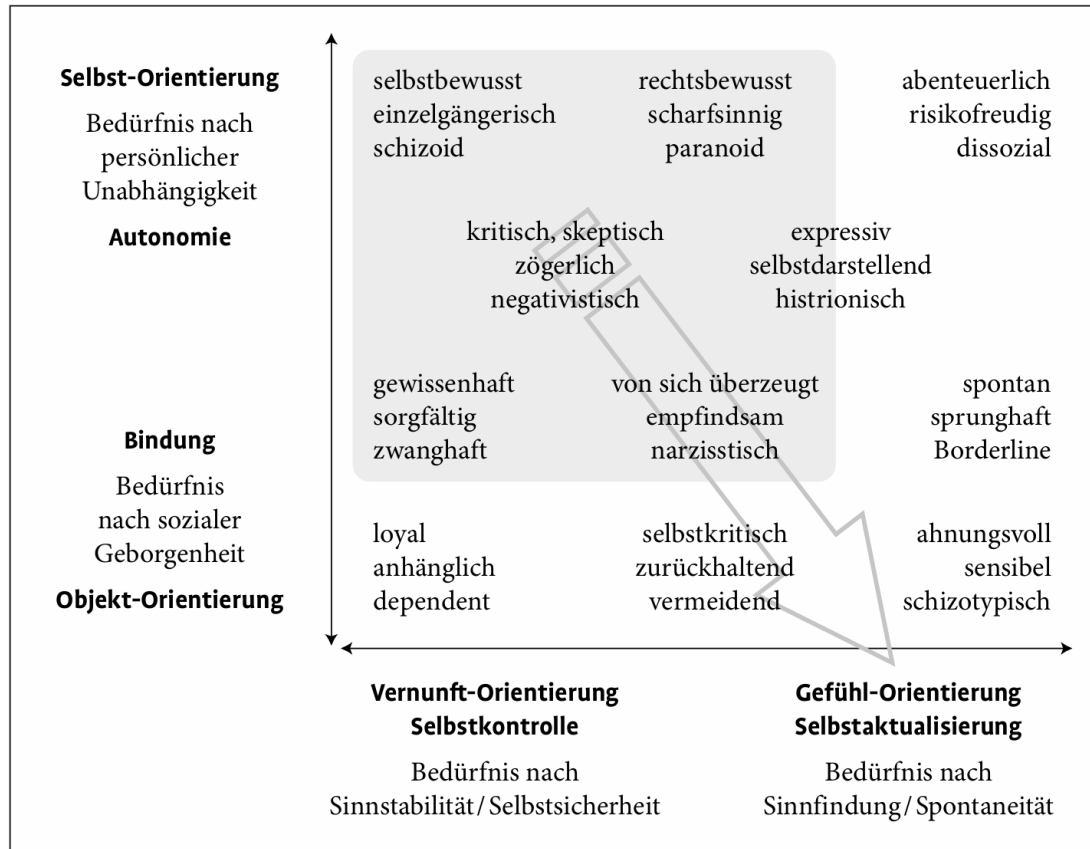 Selbst-Orientierung
Bedürfnis nach
persönlicher
Unabhängigkeit
Autonomie
Bindung
Bedürfnis
nach sozialer
Geborgenheit
Objekt-Orientierung
selbstbewusst
einzelgängerisch
schizoid
rechtsbewusst
scharfsinnig
paranoid
abenteuerlich
risikofreudig
dissozial
kritisch, skeptisch
zögerlich
negativistisch
expressiv
selbstdarstellend
histrionisch
gewissenhaft
sorgfältig
zwanghaft
von sich überzeugt
empfindsam
narzisstisch
spontan
sprunghaft
Borderline
loyal
anhänglich
dependent
selbstkritisch
zurückhaltend
vermeidend
ahnungsvoll
sensibel
schizotypisch
Vernunft-Orientierung
Selbstkontrolle
Bedürfnis nach
Sinnstabilität/Selbstsicherheit
Gefühl-Orientierung
Selbstaktualisierung
Bedürfnis nach
Sinnfindung/Spontaneität